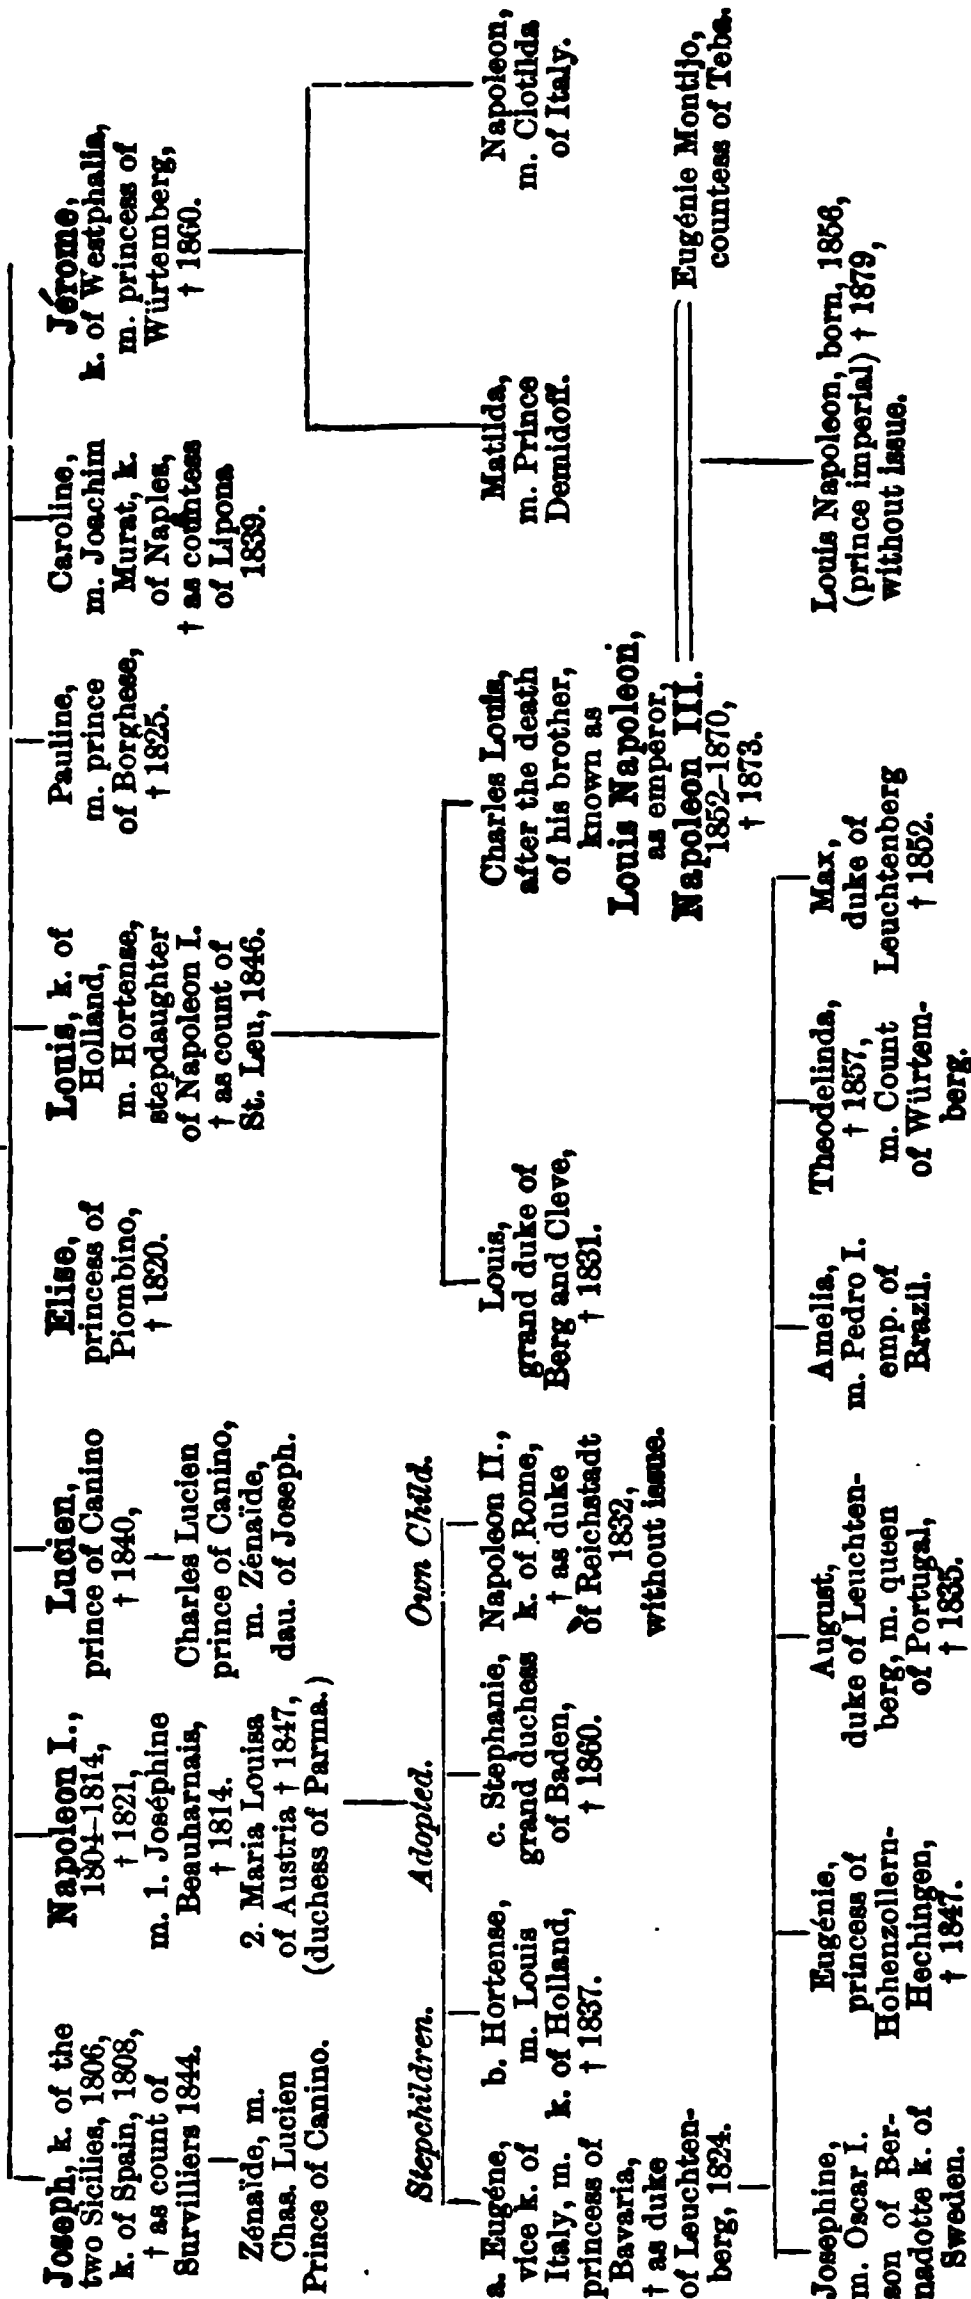 Joseph, k. of the
two Sicilies, 1806,
k. of Spain, 1808,
† as count of
Survilliers 1844.
Zénaïde, m.
Chas. Lucien
Prince of Canino.
Napoleon I.,
1804–1814,
† 1821,
m. 1. Joséphine
Beauharnais,
† 1814.
2. Maria Louisa
of Austria † 1847,
(duchess of Parma.)
Lucien,
prince of Canino
† 1840,
Charles Lucien
prince of Canino,
m. Zénaïde,
dau. of Joseph.
Elise,
princess of
Piombino,
† 1820.
Louis, k. of
Holland,
m. Hortense,
stepdaughter
of Napoleon I.
† as count of
St. Leu, 1846.
Pauline,
m. prince
of Borghese,
† 1825.
Caroline,
m. Joachim
Murat, k.
of Naples,
† as countess
of Lipona
1839.
Jérome,
k. of Westphalia,
m. princess of
Würtemberg,
† 1860.
Stepchildren.
Adopted.
Own Child.
a. Eugéne,
vice k. of
Italy, m.
princess of
Bavaria,
† as duke
of Leuchten-
berg, 1824.
b. Hortense,
m. Louis
k. of Holland,
† 1837.
c. Stephanie,
grand duchess
of Baden,
† 1860.
Napoleon II.,
k. of Rome,
† as duke
of Reichstadt
1832,
without issue.
Louis,
grand duke of
Berg and Cleve,
† 1831.
Charles Louis,
after the death
of his brother,
known as
Louis Napoleon,
as emperor,
Napoleon III.
1852–1870,
† 1873.
Matilda,
m. Prince
Demidoff.
Napoleon,
m. Clotilda
of Italy.
Eugénie Montijo,
countess of Teba.
Josephine,
m. Oscar I.
son of Ber-
nadotte k. of
Sweden.
Eugénie,
princess of
Hohenzollern-
Hechingen,
† 1847.
August,
duke of Leuchten-
berg, m. queen
of Portugal,
† 1835.
Amelia,
m. Pedro I.
emp. of
Brazil.
Theodelinda,
† 1857,
m. Count
of Würtem-
berg.
Max,
duke of
Leuchtenberg
† 1852.
Louis Napoleon, born, 1856,
(prince imperial) † 1879,
without issue.